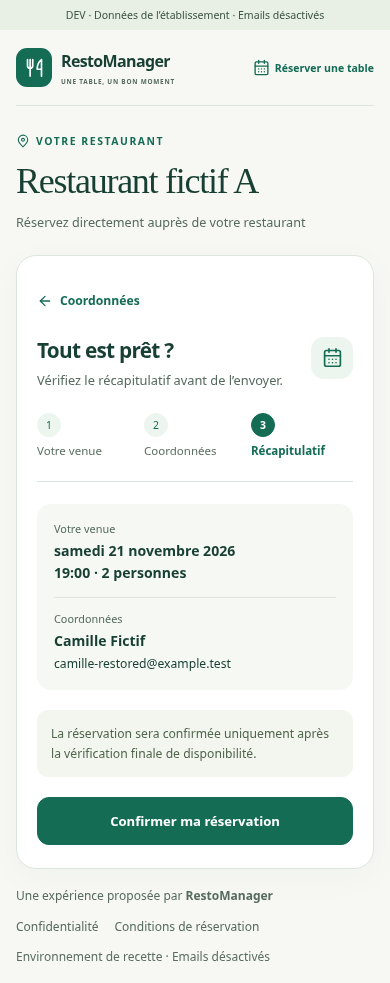 DEV · Données de l'établissement · Emails désactivés
RestoManager
UNE TABLE, UN BON MOMENT
Réserver une table
VOTRE RESTAURANT
Restaurant fictif A
Réservez directement auprès de votre restaurant
Coordonnées
Tout est prêt ?
Vérifiez le récapitulatif avant de l’envoyer.
1
Votre venue
2
Coordonnées
3
Récapitulatif
Votre venue
samedi 21 novembre 2026
19:00 · 2 personnes
Coordonnées
Camille Fictif
camille-restored@example.test
La réservation sera confirmée uniquement après
la vérification finale de disponibilité.
Confirmer ma réservation
Une expérience proposée par RestoManager
Confidentialité Conditions de réservation
Environnement de recette · Emails désactivés